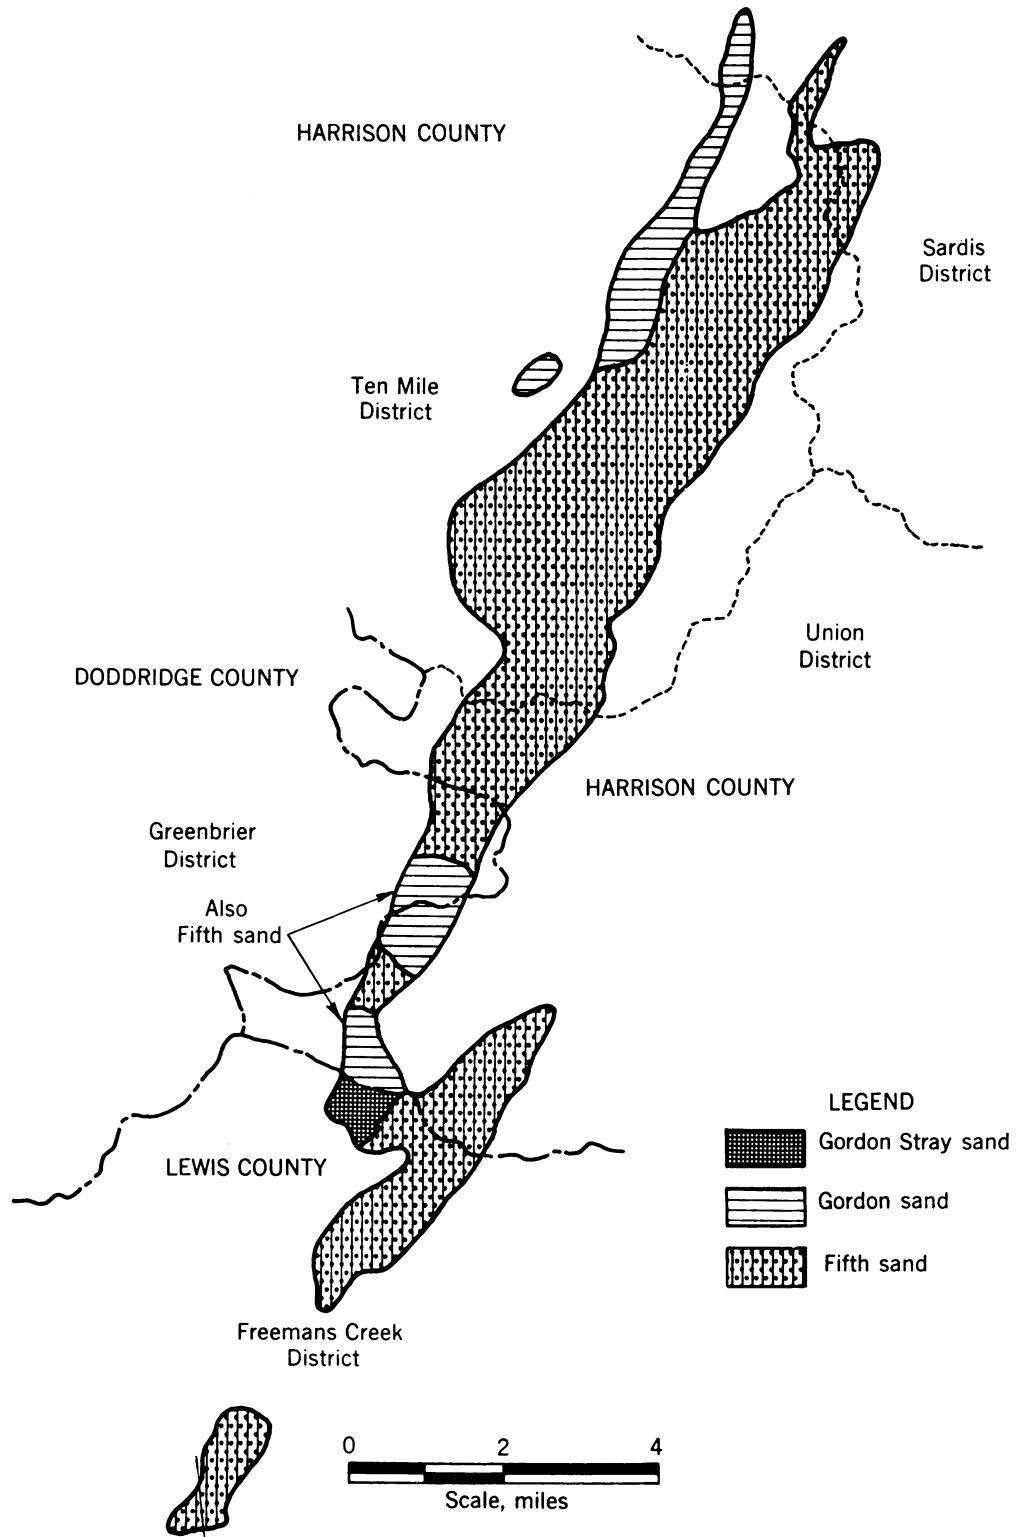 HARRISON COUNTY
Sardis
District
Ten Mile
District
Union
District
DODDRIDGE COUNTY
HARRISON COUNTY
Greenbrier
District
Also
Fifth sand
LEGEND
Gordon Stray sand
LEWIS COUNTY
Gordon sand
Fifth sand
Freemans Creek
District
0 2 4
Scale, miles